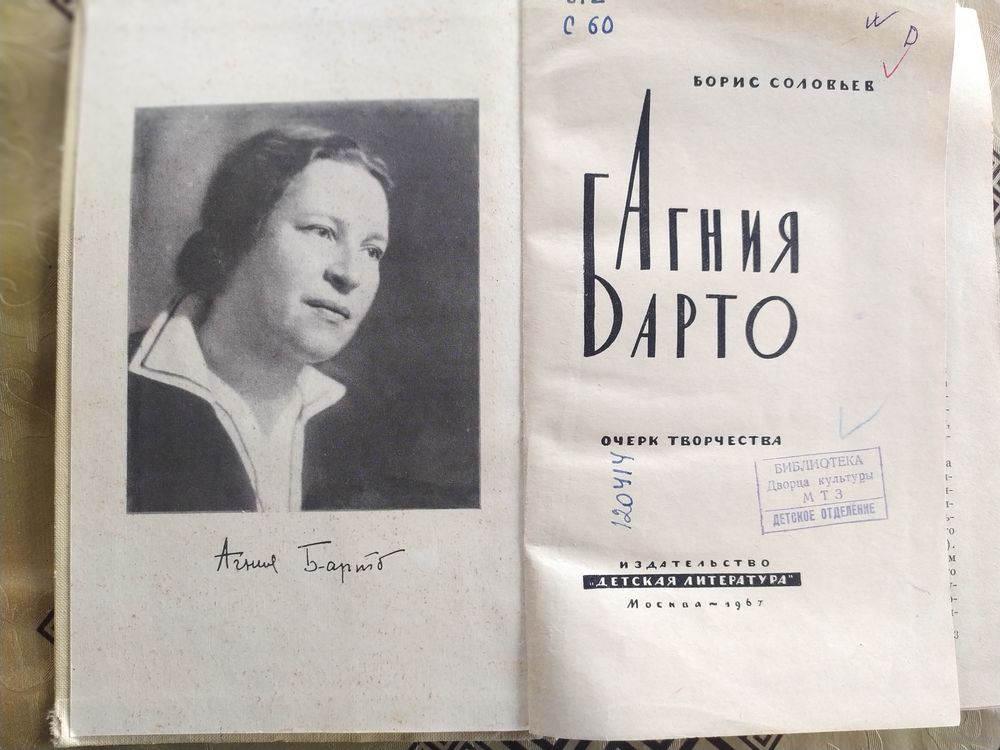 Агния Барто
С 60
БОРИС СОЛОВЬЕВ
АГНИЯ
БАРТО
ОЧЕРК ТВОРЧЕСТВА
120414
БИБЛИОТЕКА
Дворца культуры
МТЗ
ДЕТСКОЕ ОТДЕЛЕНИЕ
ИЗДАТЕЛЬСТВО
"ДЕТСКАЯ ЛИТЕРАТУРА"
Москва ~ 1967